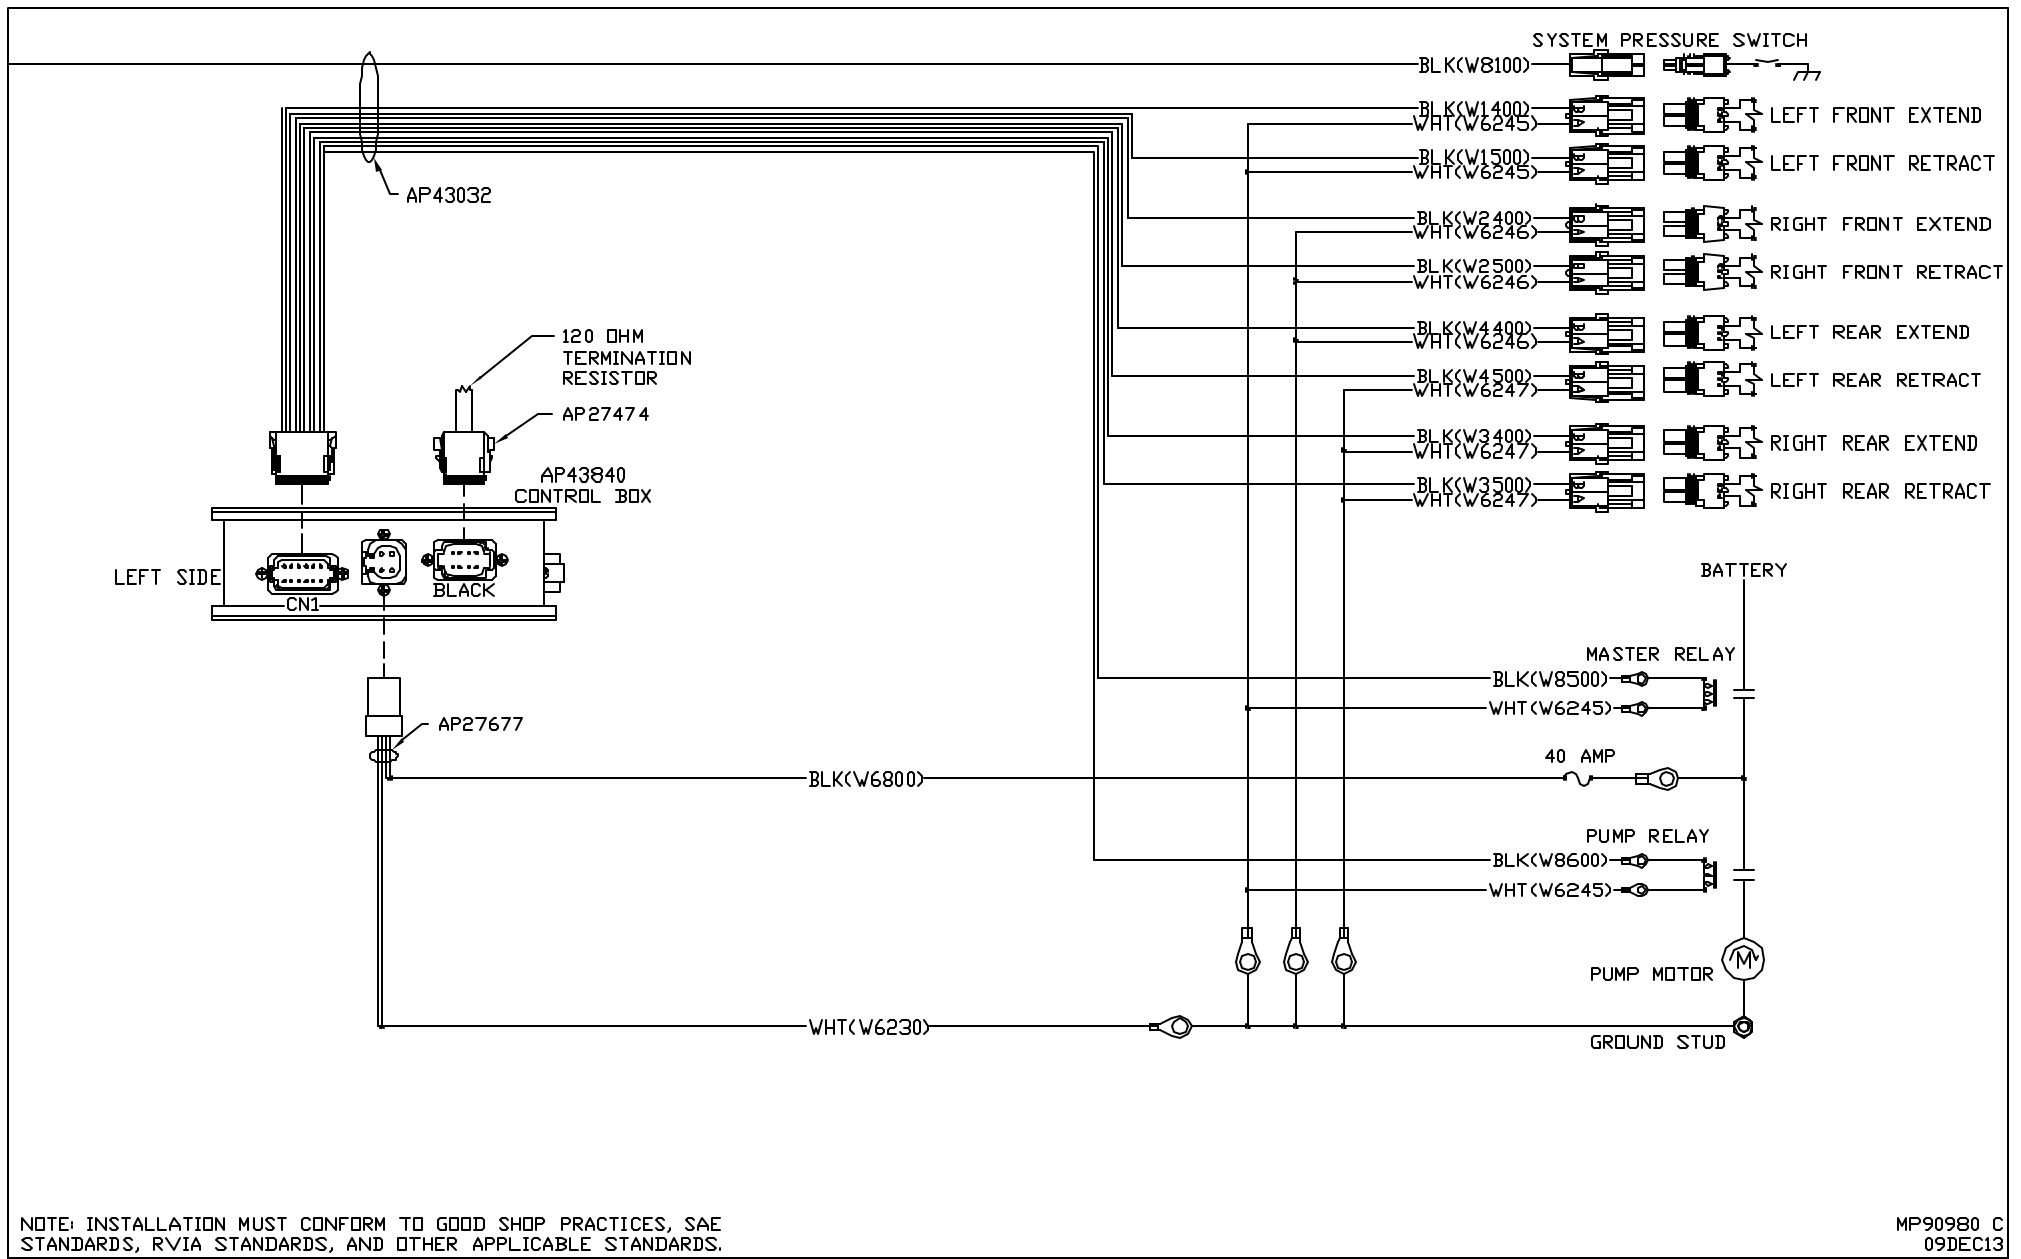 SYSTEM PRESSURE SWITCH
BLK(W8100)
BLK(W1400)
WHT(W6245)
LEFT FRONT EXTEND
BLK(W1500)
WHT(W6245)
LEFT FRONT RETRACT
AP43032
BLK(W2400)
WHT(W6246)
RIGHT FRONT EXTEND
BLK(W2500)
WHT(W6246)
RIGHT FRONT RETRACT
BLK(W4400)
WHT(W6246)
LEFT REAR EXTEND
BLK(W4500)
WHT(W6247)
LEFT REAR RETRACT
BLK(W3400)
WHT(W6247)
RIGHT REAR EXTEND
BLK(W3500)
WHT(W6247)
RIGHT REAR RETRACT
120 OHM
TERMINATION
RESISTOR
AP27474
AP43840
CONTROL BOX
LEFT SIDE
CN1
BLACK
BATTERY
MASTER RELAY
BLK(W8500)
WHT(W6245)
AP27677
40 AMP
BLK(W6800)
PUMP RELAY
BLK(W8600)
WHT(W6245)
M
PUMP MOTOR
WHT(W6230)
GROUND STUD
NOTE: INSTALLATION MUST CONFORM TO GOOD SHOP PRACTICES, SAE
STANDARDS, RVIA STANDARDS, AND OTHER APPLICABLE STANDARDS.
MP90980 C
09DEC13